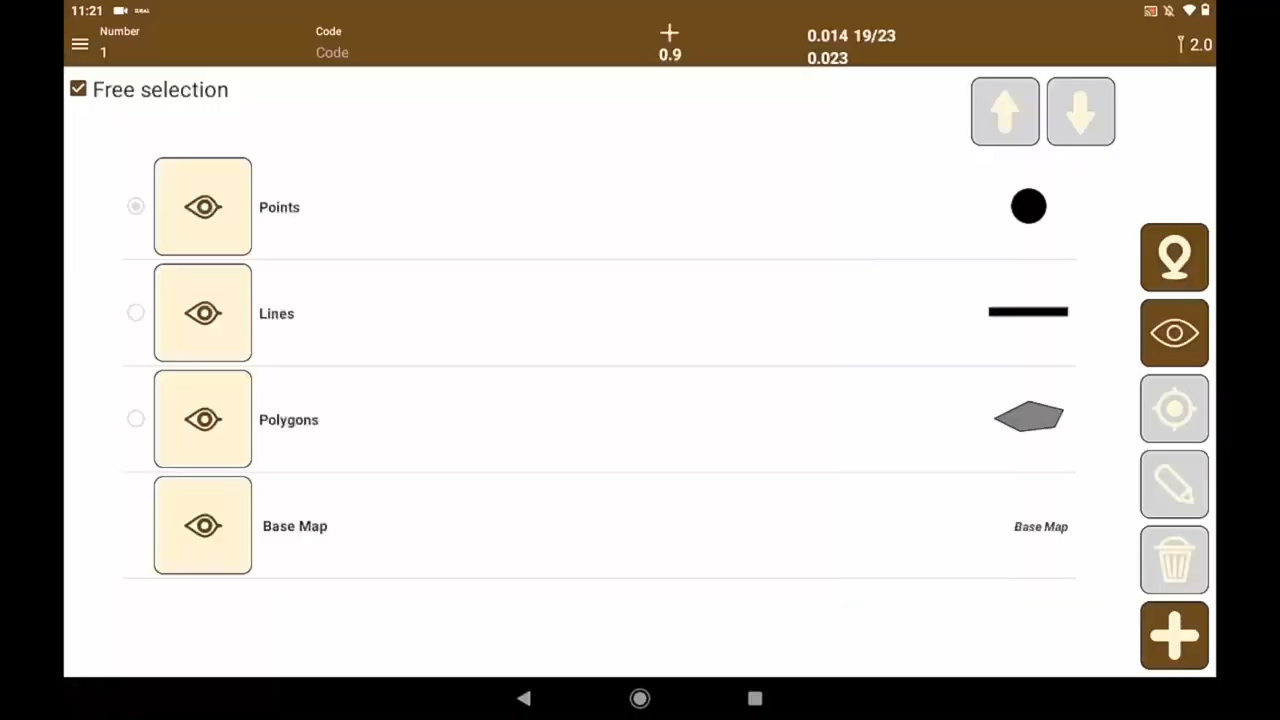 11:21
Number
Code
1
Code
0.9
0.014 19/23
0.023
2.0
Free selection
Points
Lines
Polygons
Base Map
Base Map